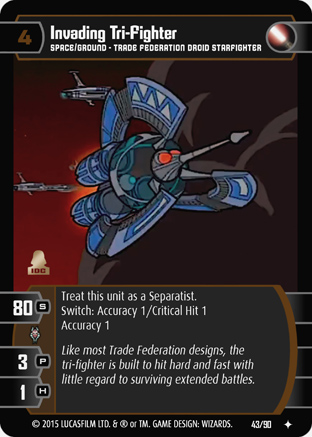 4
Invading Tri-Fighter
SPACE/GROUND - TRADE FEDERATION DROID STARFIGHTER
IDC
80 S
Treat this unit as a Separatist.
Switch: Accuracy 1/Critical Hit 1
Accuracy 1
3 P
Like most Trade Federation designs, the
tri-fighter is built to hit hard and fast with
little regard to surviving extended battles.
1 H
© 2015 LUCASFILM LTD. & ® or TM. GAME DESIGN: WIZARDS.
43/90